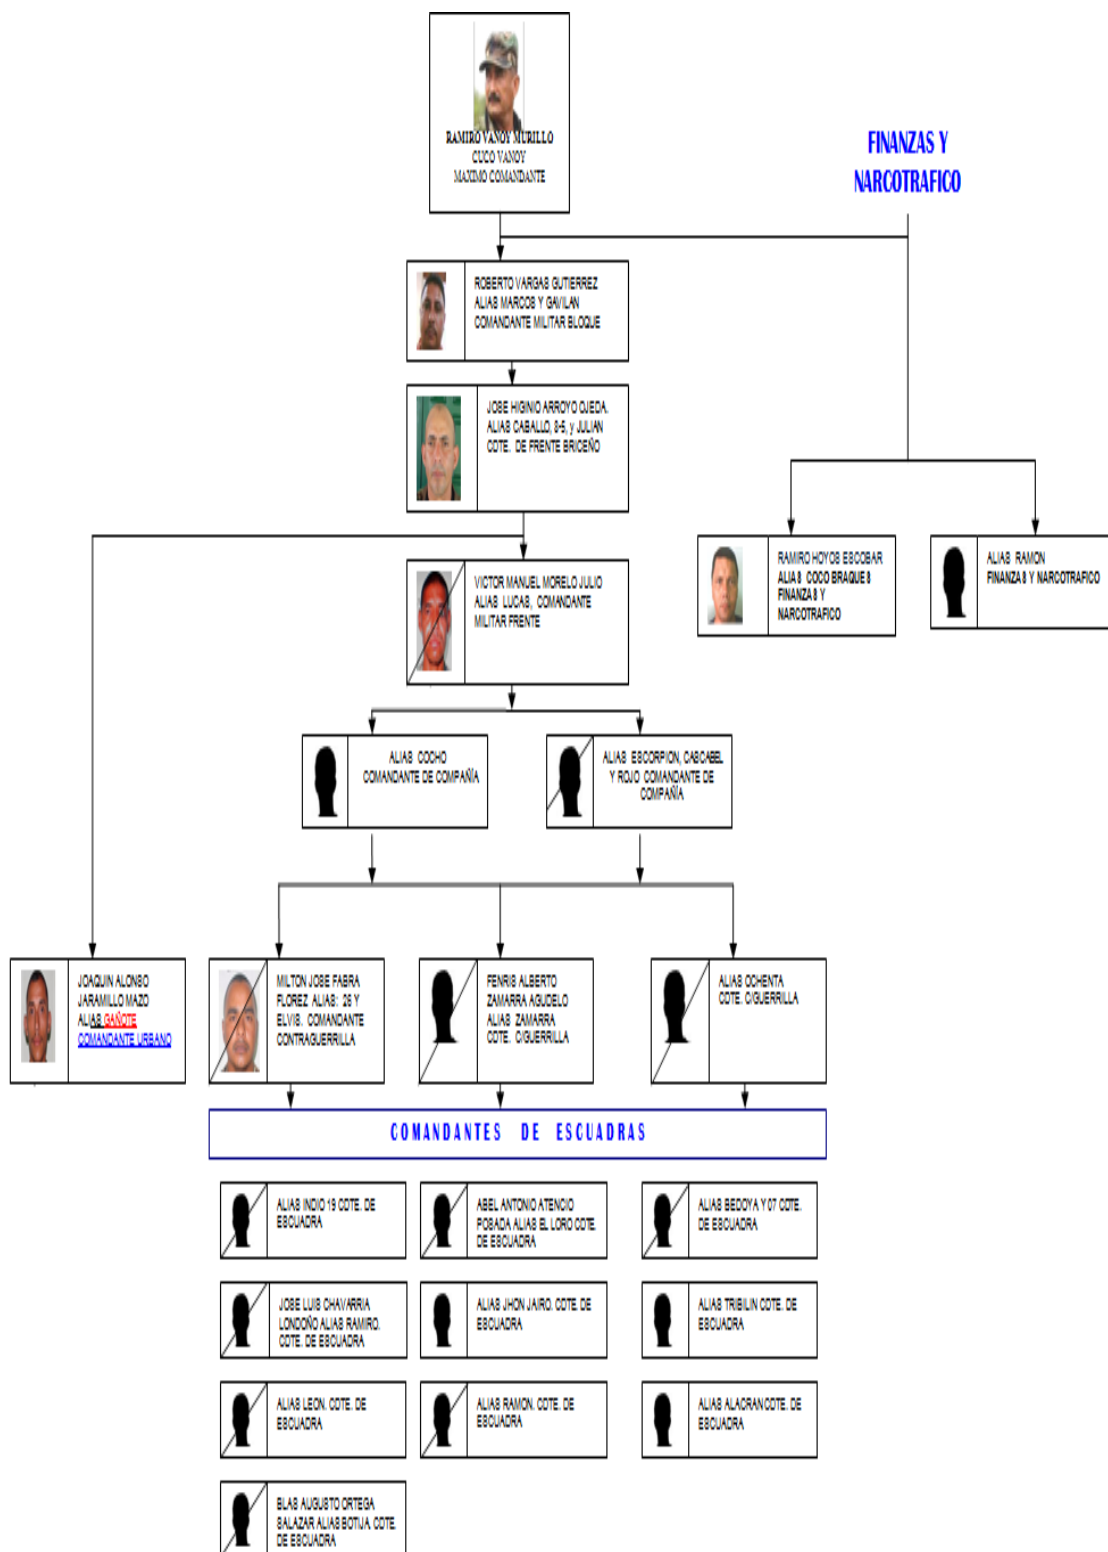 RAMIRO VANOY MURILLO
CUCO VANOY
MAXIMO COMANDANTE
FINANZAS Y
NARCOTRAFICO
ROBERTO VARGAS GUTIERREZ
ALIAS MARCOS Y GAVILAN
COMANDANTE MILITAR BLOQUE
JOSE HIGINIO ARROYO OJEDA.
ALIAS CABALLO, 8-5, y JULIAN
CDTE. DE FRENTE BRICEÑO
RAMIRO HOYOS ESCOBAR
ALIAS COCO BRAQUES
FINANZAS Y
NARCOTRAFICO
ALIAS RAMON
FINANZAS Y NARCOTRAFICO
VICTOR MANUEL MORELO JULIO
ALIAS LUCAS, COMANDANTE
MILITAR FRENTE
ALIAS COCHO
COMANDANTE DE COMPAÑÍA
ALIAS ESCORPION, CASCABEL
Y ROJO COMANDANTE DE
COMPAÑÍA
JOAQUIN ALONSO
JARAMILLO MAZO
ALIAS GAÑOTE
COMANDANTE URBANO
MILTON JOSE FABRA
FLOREZ ALIAS: 26 Y
ELVIS. COMANDANTE
CONTRAGUERRILLA
FENRIS ALBERTO
ZAMARRA AGUDELO
ALIAS ZAMARRA
CDTE. C/GUERRILLA
ALIAS OCHENTA
CDTE. C/GUERRILLA
COMANDANTES DE ESCUADRAS
ALIAS INDIO 19 CDTE. DE
ESCUADRA
ABEL ANTONIO ATENCIO
POSADA ALIAS EL LORO CDTE.
DE ESCUADRA
ALIAS BEDOYA Y 07 CDTE.
DE ESCUADRA
JOSE LUIS CHAVARRIA
LONDOÑO ALIAS RAMIRO.
CDTE. DE ESCUADRA
ALIAS JHON JAIRO. CDTE. DE
ESCUADRA
ALIAS TRIBILIN CDTE. DE
ESCUADRA
ALIAS LEON. CDTE. DE
ESCUADRA
ALIAS RAMON. CDTE. DE
ESCUADRA
ALIAS ALACRAN CDTE. DE
ESCUADRA
BLAS AUGUSTO ORTEGA
SALAZAR ALIAS BOTIJA. CDTE.
DE ESCUADRA